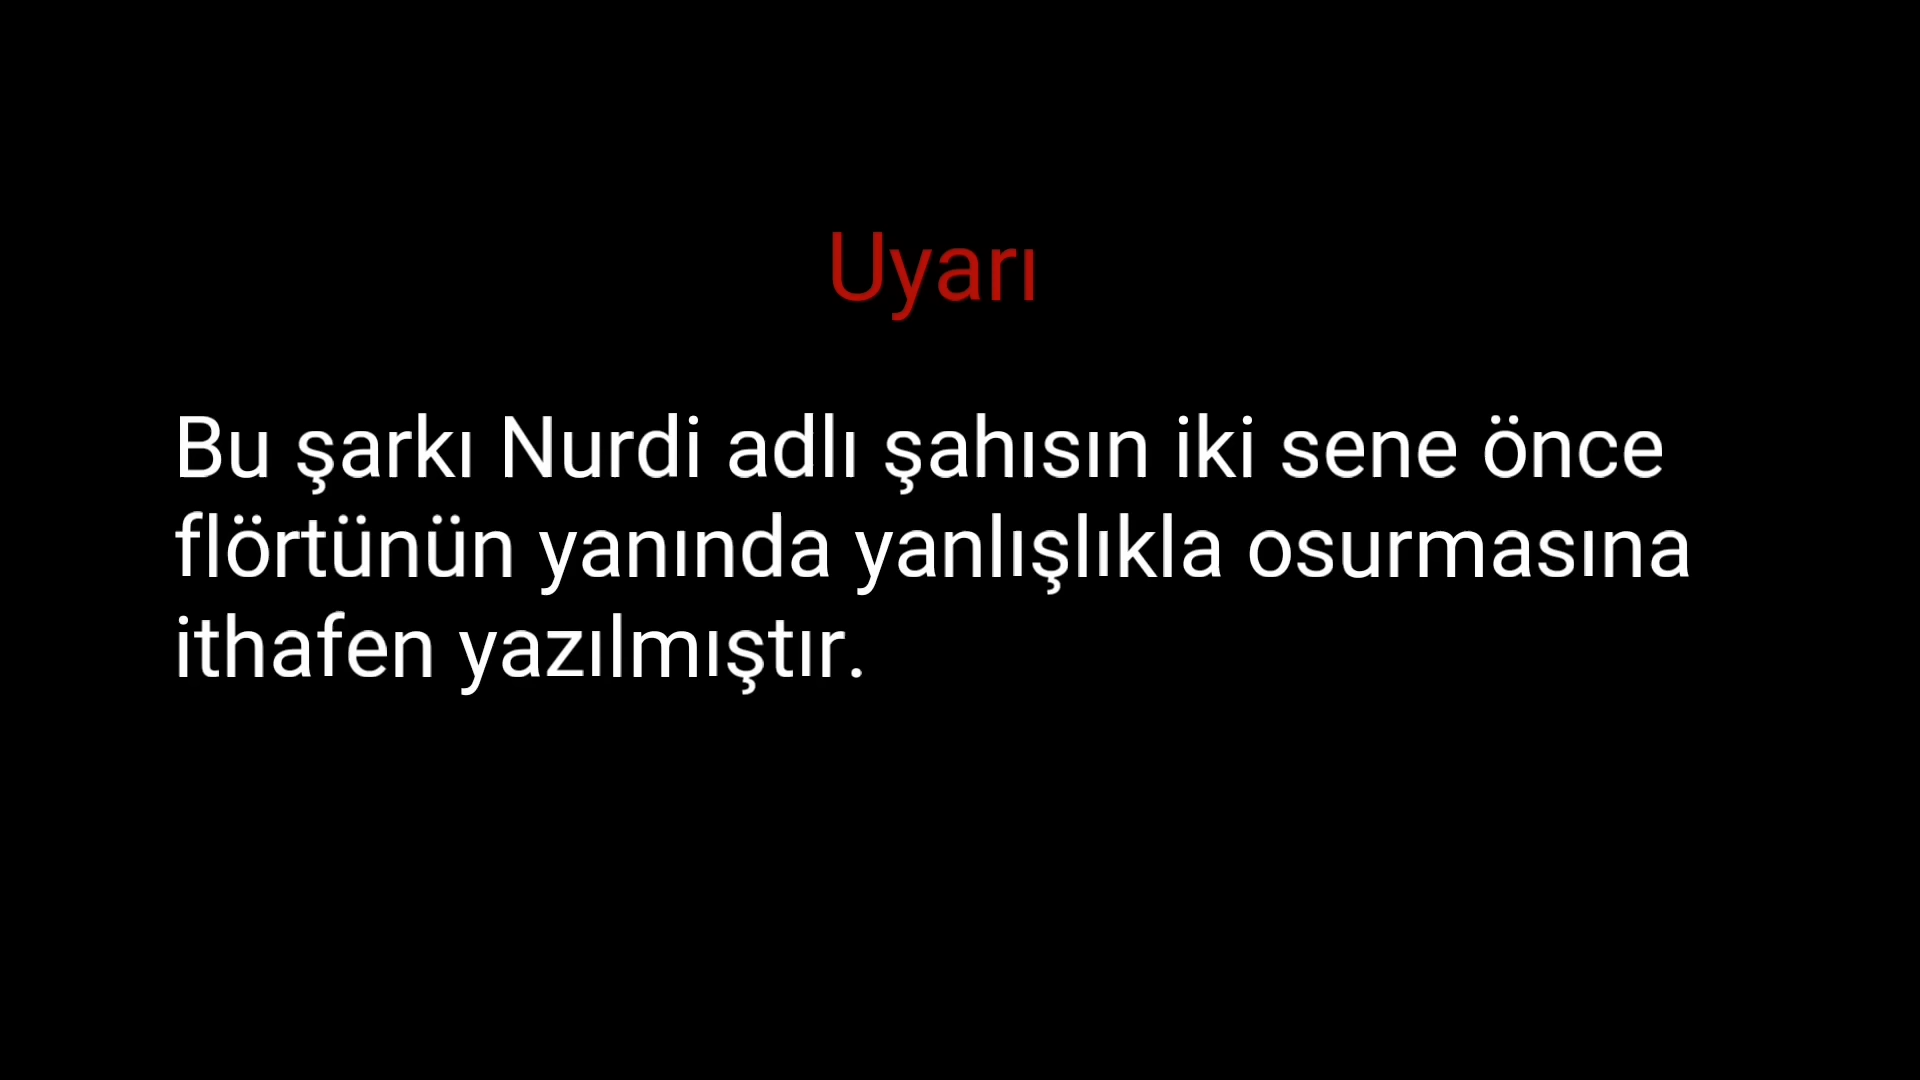 Uyarı
Bu şarkı Nurdi adlı şahısın iki sene önce
flörtünün yanında yanlışlıkla osurmasına
ithafen yazılmıştır.